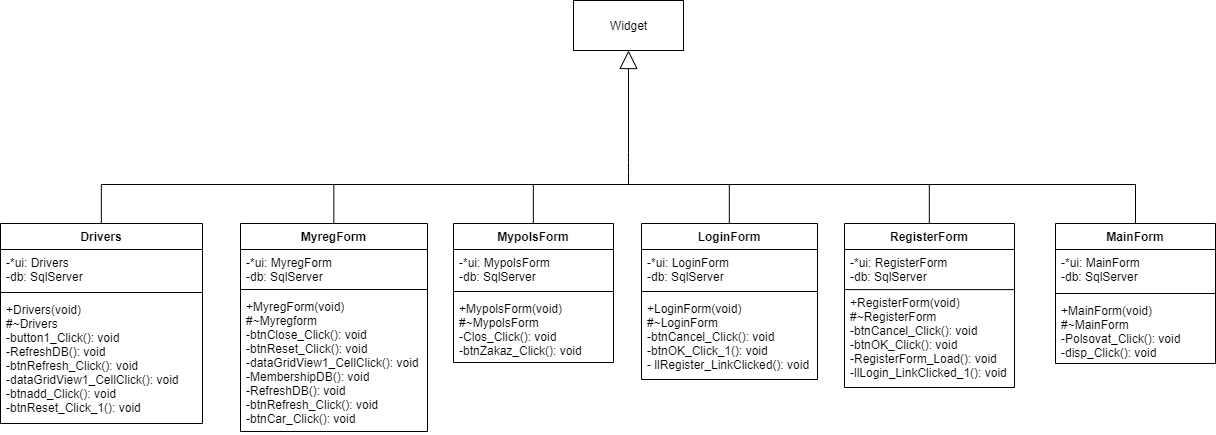 Widget
Drivers
-*ui: Drivers
-db: SqlServer
+Drivers(void)
#~Drivers
-button1_Click(): void
-RefreshDB(): void
-btnRefresh_Click(): void
-dataGridView1_CellClick(): void
-btnadd_Click(): void
-btnReset_Click_1(): void
MyregForm
-*ui: MyregForm
-db: SqlServer
+MyregForm(void)
#~Myregform
-btnClose_Click(): void
-btnReset_Click(): void
-dataGridView1_CellClick(): void
-MembershipDB(): void
-RefreshDB(): void
-btnRefresh_Click(): void
-btnCar_Click(): void
MypolsForm
-*ui: MypolsForm
-db: SqlServer
+MypolsForm(void)
#~MypolsForm
-Clos_Click(): void
-btnZakaz_Click(): void
LoginForm
-*ui: LoginForm
-db: SqlServer
+LoginForm(void)
#~LoginForm
-btnCancel_Click(): void
-btnOK_Click_1(): void
- llRegister_LinkClicked(): void
RegisterForm
-*ui: RegisterForm
-db: SqlServer
+RegisterForm(void)
#~RegisterForm
-btnCancel_Click(): void
-btnOK_Click(): void
-RegisterForm_Load(): void
-llLogin_LinkClicked_1(): void
MainForm
-*ui: MainForm
-db: SqlServer
+MainForm(void)
#~MainForm
-Polsovat_Click(): void
-disp_Click(): void